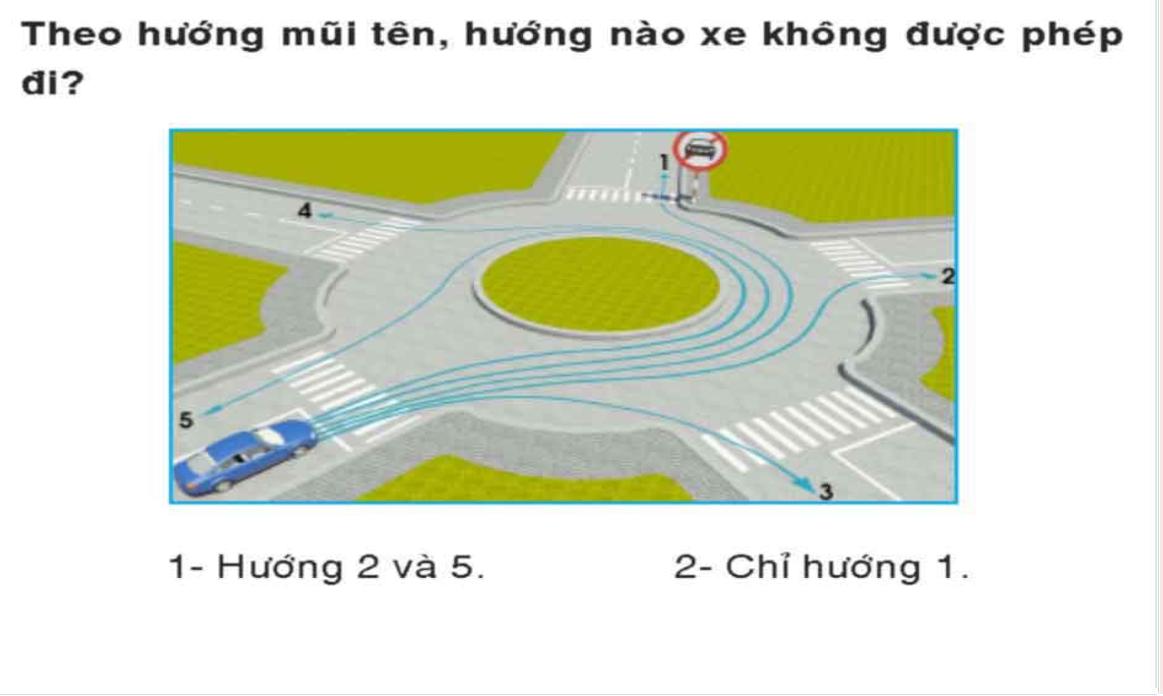 Theo hướng mũi tên, hướng nào xe không được phép
đi?
1
4
2
5
3
1- Hướng 2 và 5.
2- Chỉ hướng 1.